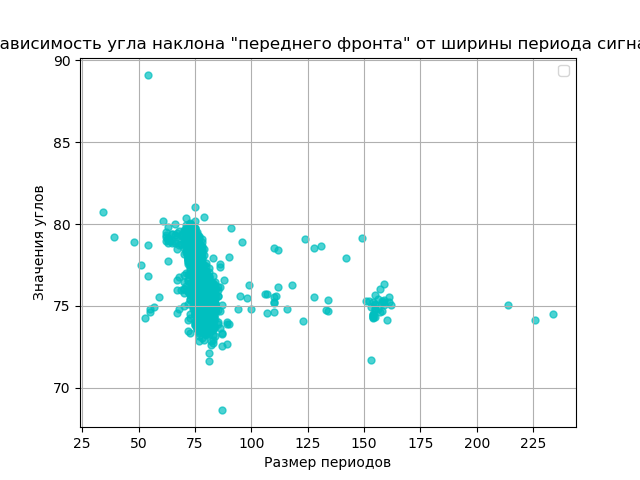 ависимость угла наклона "переднего фронта" от ширины периода сигна
90
85
80
75
70
Значения углов
25 50 75 100 125 150 175 200 225
Размер периодов